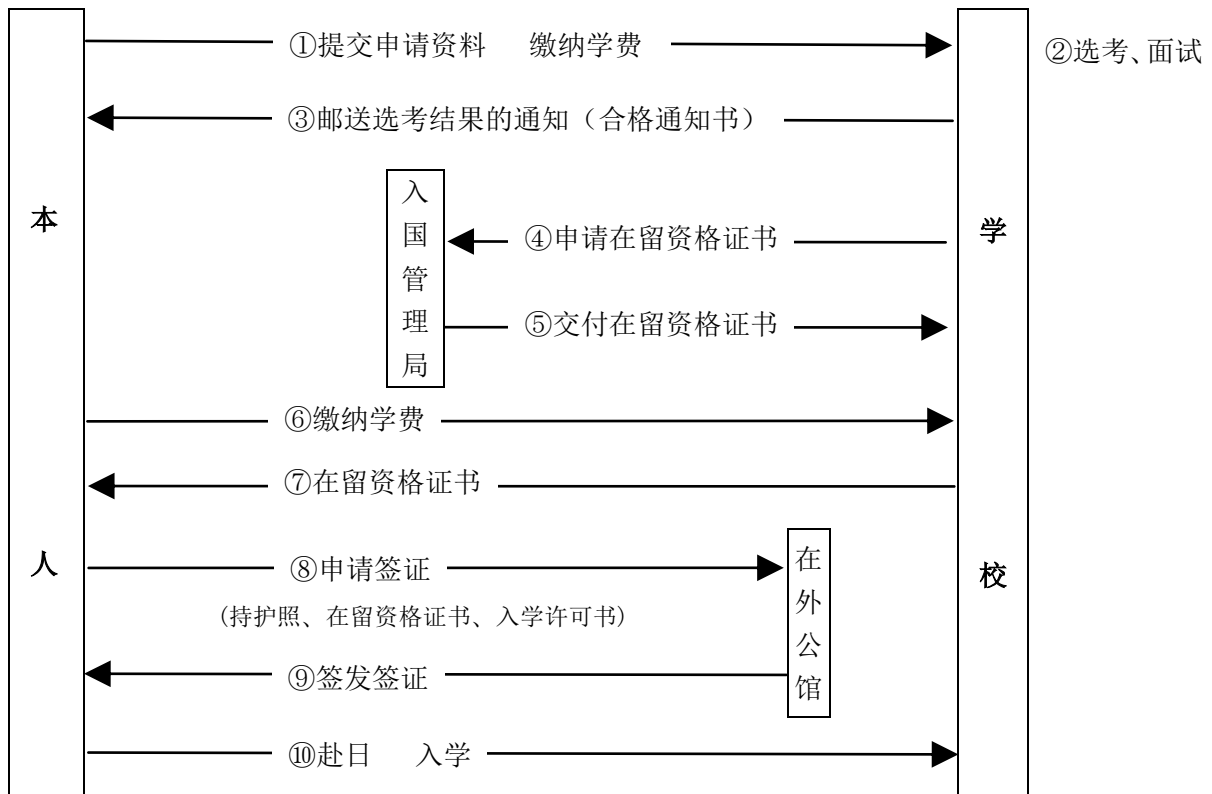 ①提交申请资料 缴纳学费
②选考、面试
③邮送选考结果的通知（合格通知书）
本人
学校
入国管理局
④申请在留资格证书
⑤交付在留资格证书
⑥缴纳学费
⑦在留资格证书
⑧申请签证
(持护照、在留资格证书、入学许可书)
在外公馆
⑨签发签证
⑩赴日 入学